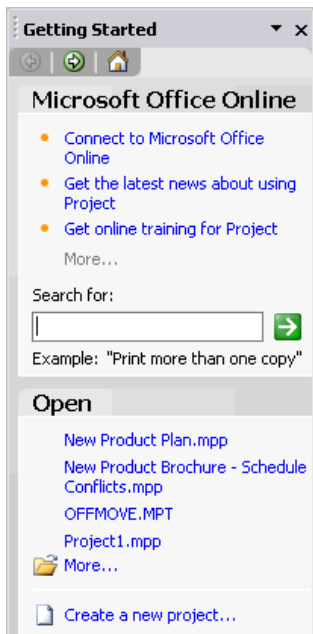 Getting Started
Microsoft Office Online
Connect to Microsoft Office
Online
Get the latest news about using
Project
Get online training for Project
More...
Search for:
Example: "Print more than one copy"
Open
New Product Plan.mpp
New Product Brochure - Schedule
Conflicts.mpp
OFFMOVE.MPT
Project1.mpp
More...
Create a new project...